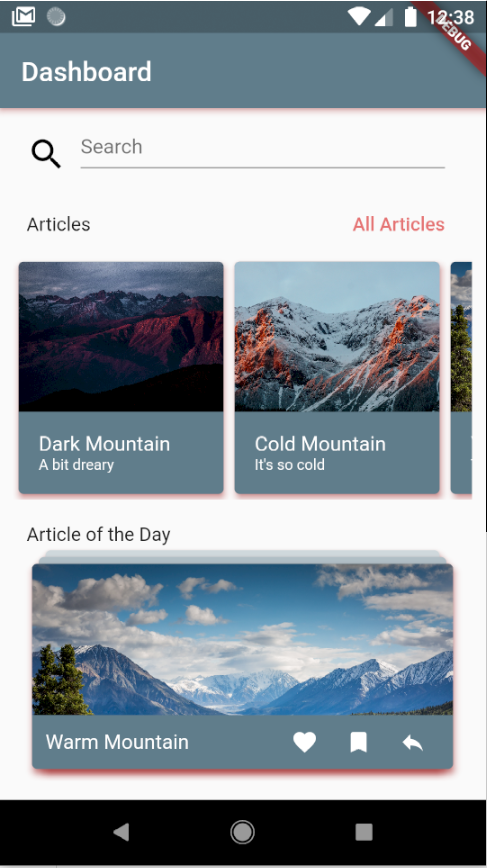 12:38
DEBUG
Dashboard
Search
Articles
All Articles
Dark Mountain
A bit dreary
Cold Mountain
It's so cold
Article of the Day
Warm Mountain